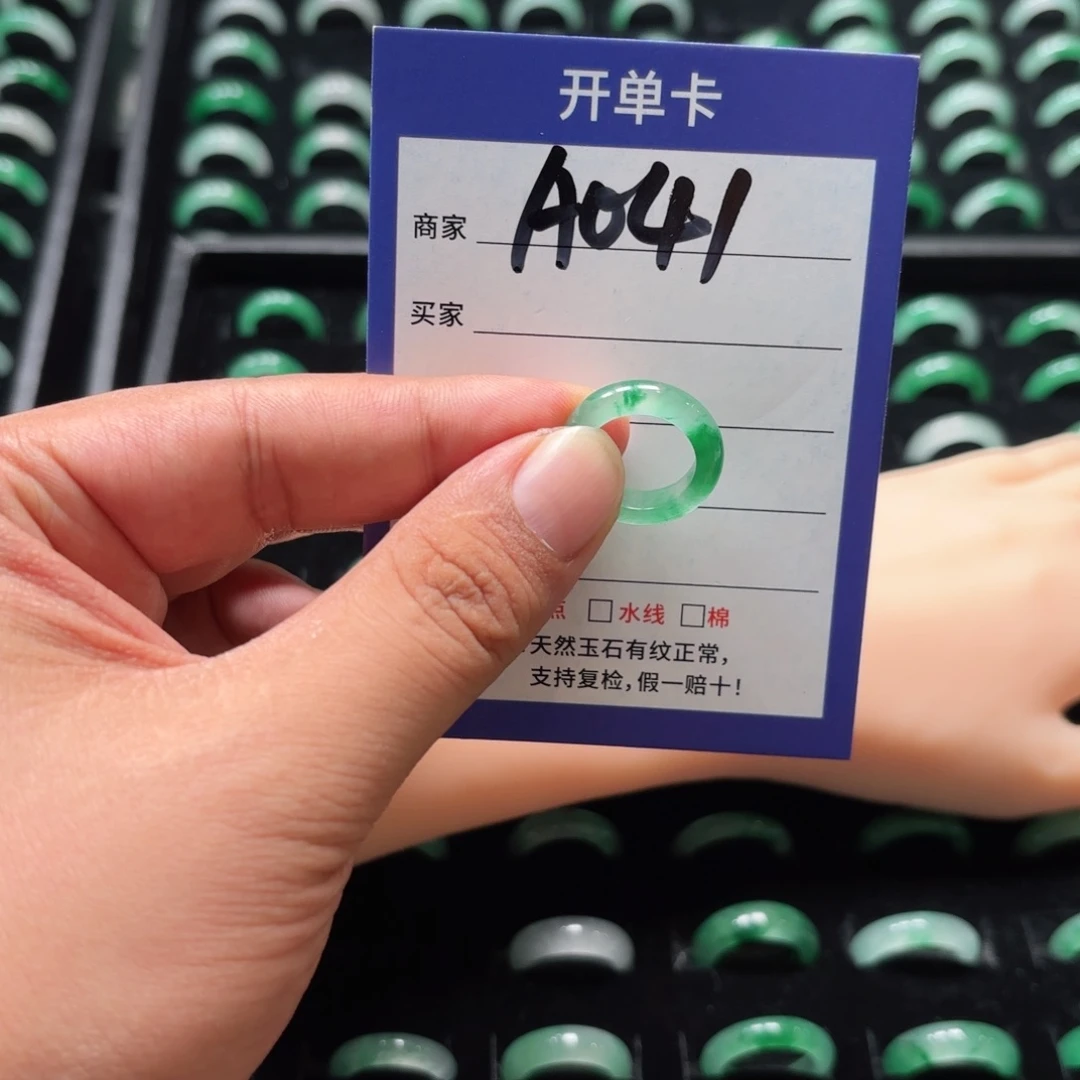 开单卡
商家 A041
买家
点 □水线 □棉
:天然玉石有纹正常，
支持复检，假一赔十！